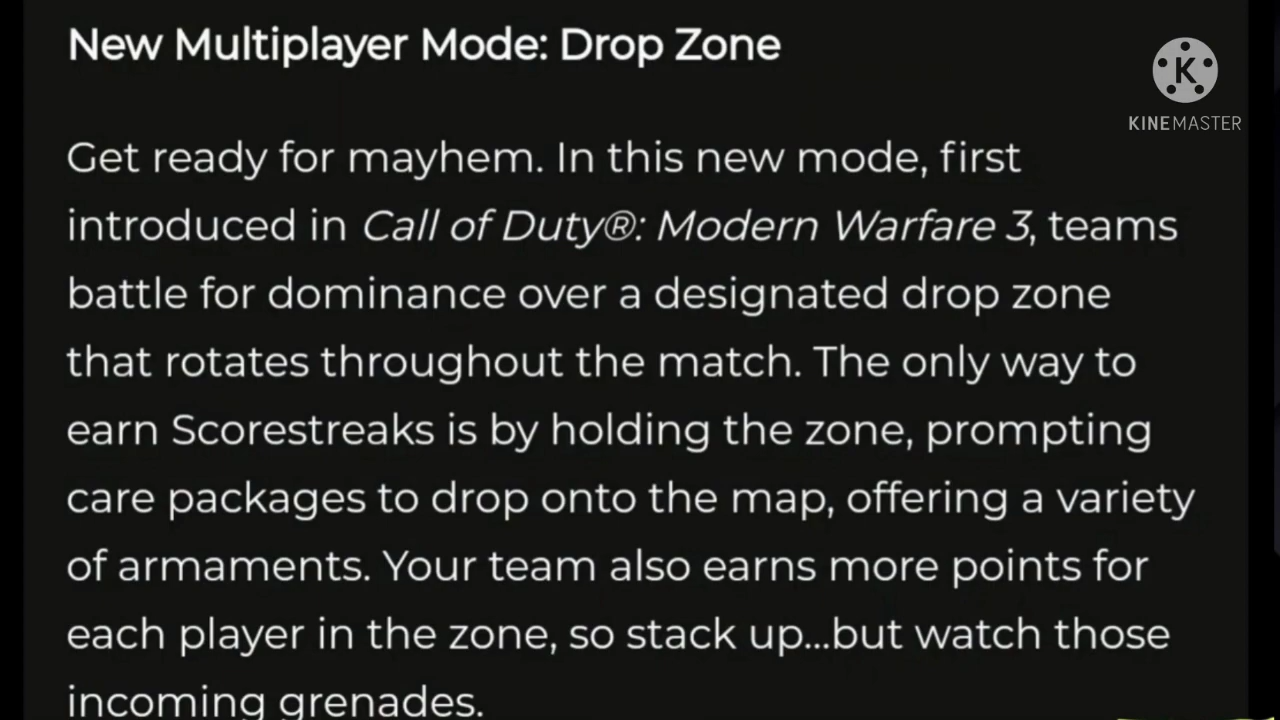 New Multiplayer Mode: Drop Zone
K
KINEMASTER
Get ready for mayhem. In this new mode, first
introduced in Call of Duty®: Modern Warfare 3, teams
battle for dominance over a designated drop zone
that rotates throughout the match. The only way to
earn Scorestreaks is by holding the zone, prompting
care packages to drop onto the map, offering a variety
of armaments. Your team also earns more points for
each player in the zone, so stack up...but watch those
incoming grenades.